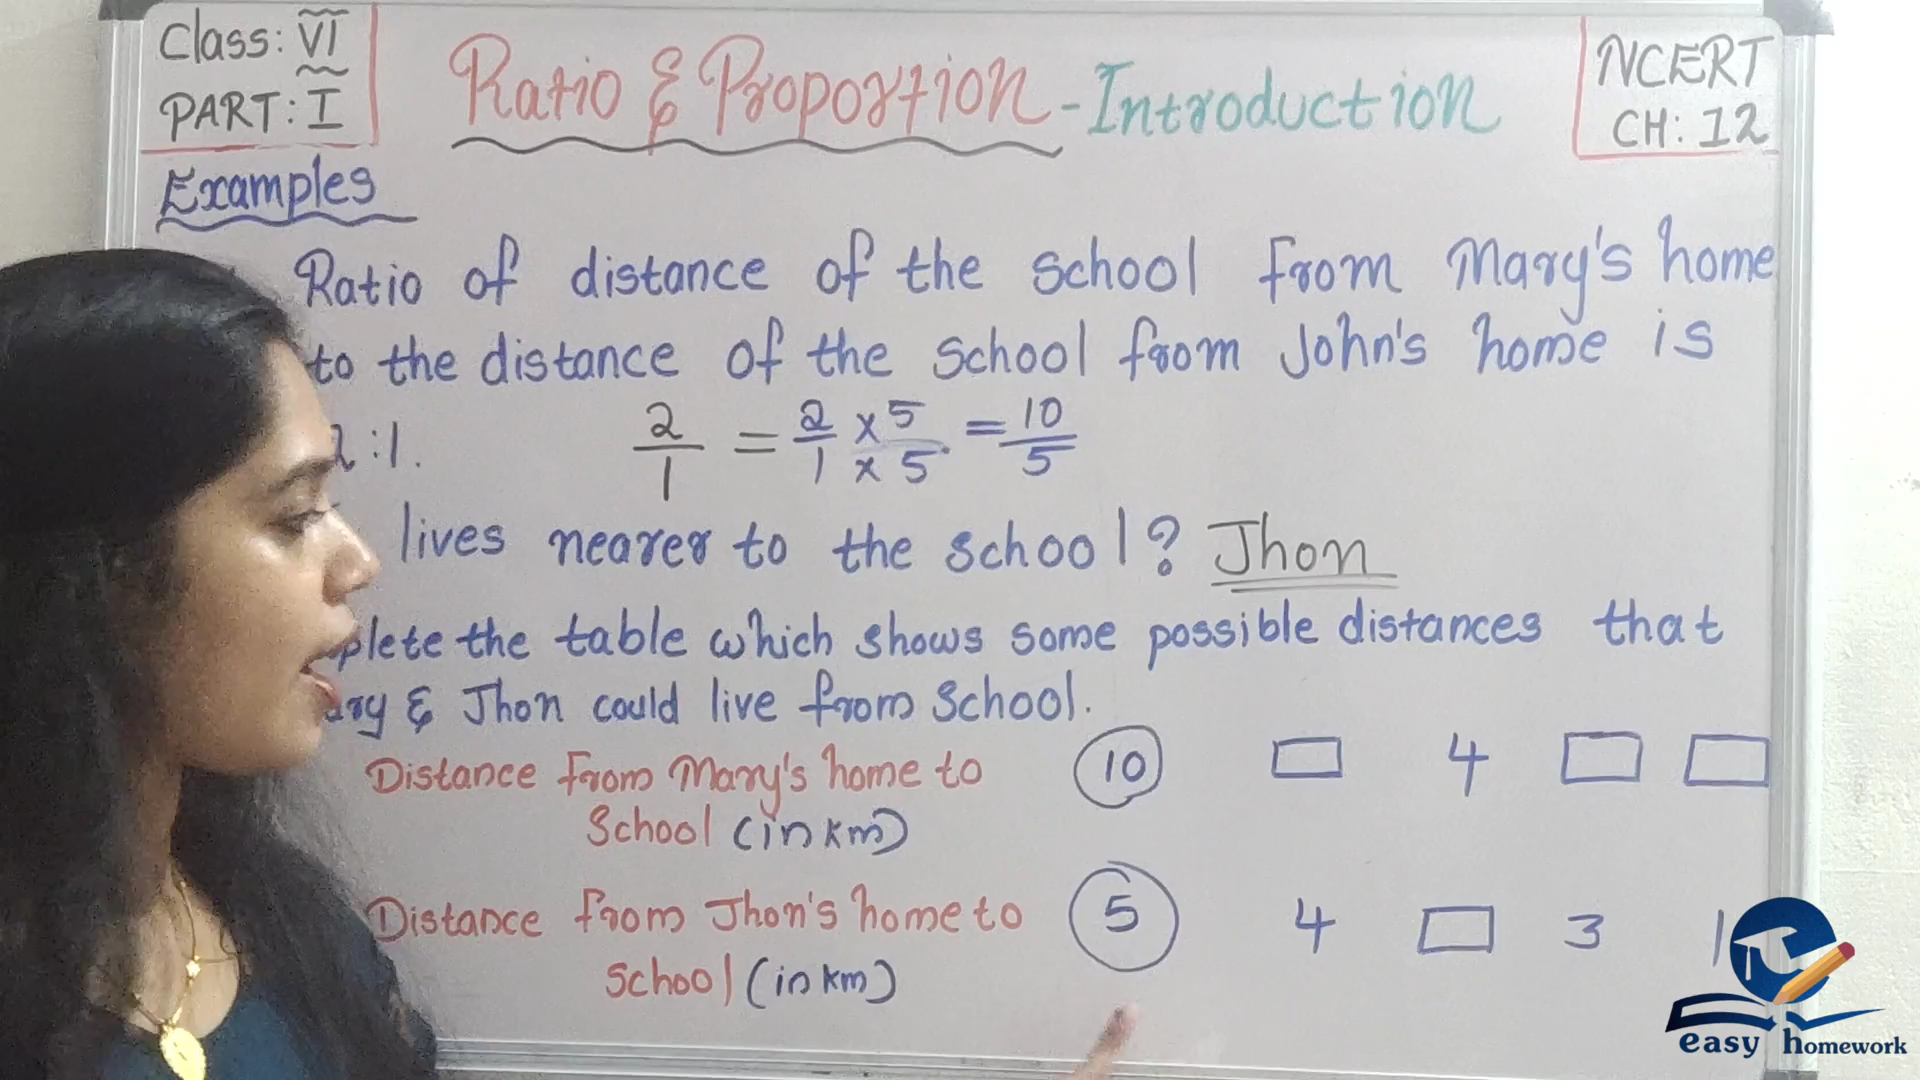 Class: VI
PART: I
Ratio & Proportion - Introduction
NCERT
CH: 12
Examples
Ratio of distance of the school from Mary's home
to the distance of the school from John's home is
2:1.
2/1 = 2/1 × 5/× 5 = 10/5
lives nearer to the school? Jhon
the table which shows some possible distances that
& Jhon could live from School.
Distance from Mary's home to
School (in km)
10 □ 4 □ □
Distance from Jhon's home to
School (in km)
5 4 □ 3 1
easy homework